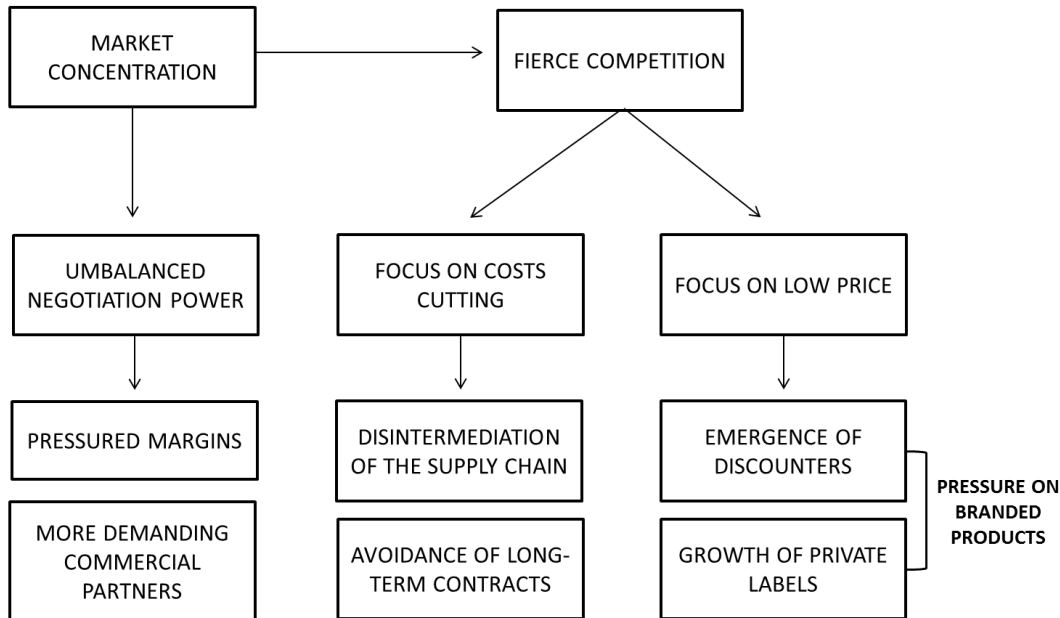 MARKET
CONCENTRATION
FIERCE COMPETITION
UMBALANCED
NEGOTIATION POWER
FOCUS ON COSTS
CUTTING
FOCUS ON LOW PRICE
PRESSURED MARGINS
DISINTERMEDIATION
OF THE SUPPLY CHAIN
EMERGENCE OF
DISCOUNTERS
PRESSURE ON
BRANDED
PRODUCTS
MORE DEMANDING
COMMERCIAL
PARTNERS
AVOIDANCE OF LONG-
TERM CONTRACTS
GROWTH OF PRIVATE
LABELS